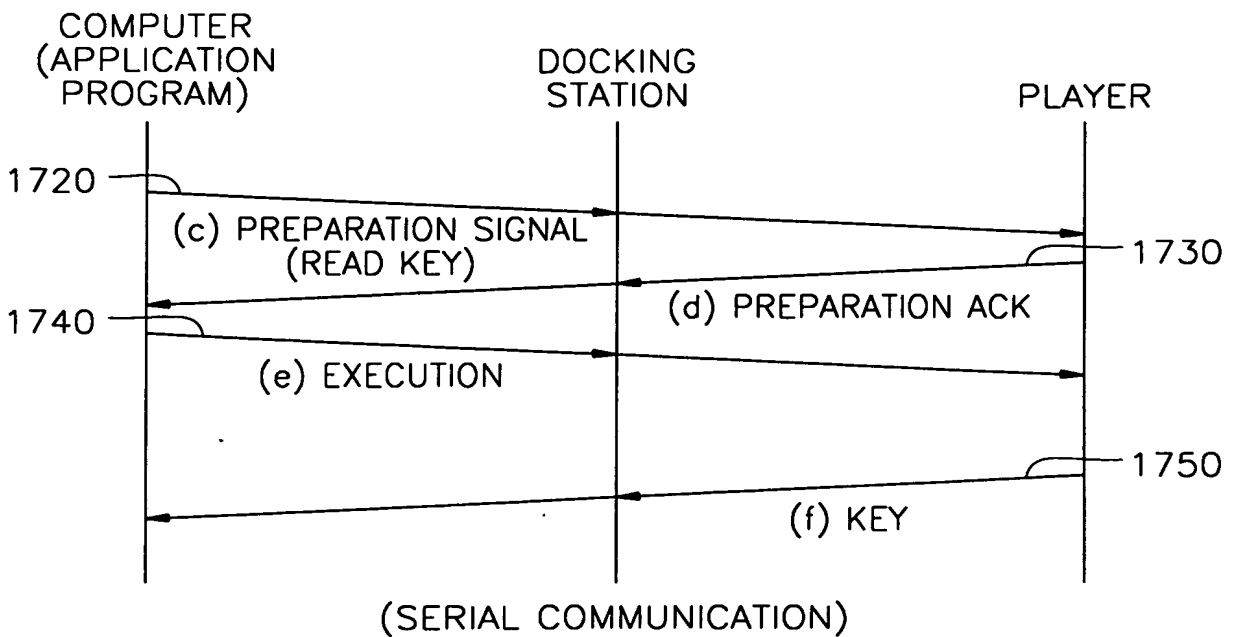 COMPUTER
(APPLICATION
PROGRAM)
DOCKING
STATION
PLAYER
1720
(c) PREPARATION SIGNAL
(READ KEY)
1730
(d) PREPARATION ACK
1740
(e) EXECUTION
1750
(f) KEY
(SERIAL COMMUNICATION)